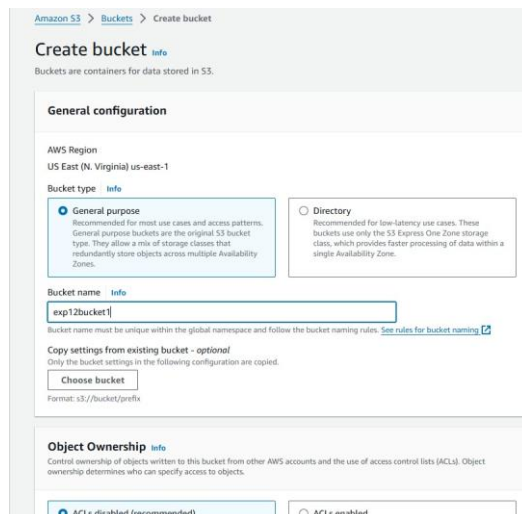 Amazon S3 > Buckets > Create bucket
Create bucket Info
Buckets are containers for data stored in S3.
General configuration
AWS Region
US East (N. Virginia) us-east-1
Bucket type Info
General purpose
Recommended for most use cases and access patterns.
General purpose buckets are the original S3 bucket
type. They allow a mix of storage classes that
redundantly store objects across multiple Availability
Zones.
Directory
Recommended for low-latency use cases. These
buckets use only the S3 Express One Zone storage
class, which provides faster processing of data within a
single Availability Zone.
Bucket name Info
exp12bucket1
Bucket name must be unique within the global namespace and follow the bucket naming rules. See rules for bucket naming
Copy settings from existing bucket - optional
Only the bucket settings in the following configuration are copied.
Choose bucket
Format: s3://bucket/prefix
Object Ownership Info
Control ownership of objects written to this bucket from other AWS accounts and the use of access control lists (ACLs). Object
ownership determines who can specify access to objects.
ACLs disabled (recommended)
ACLs enabled